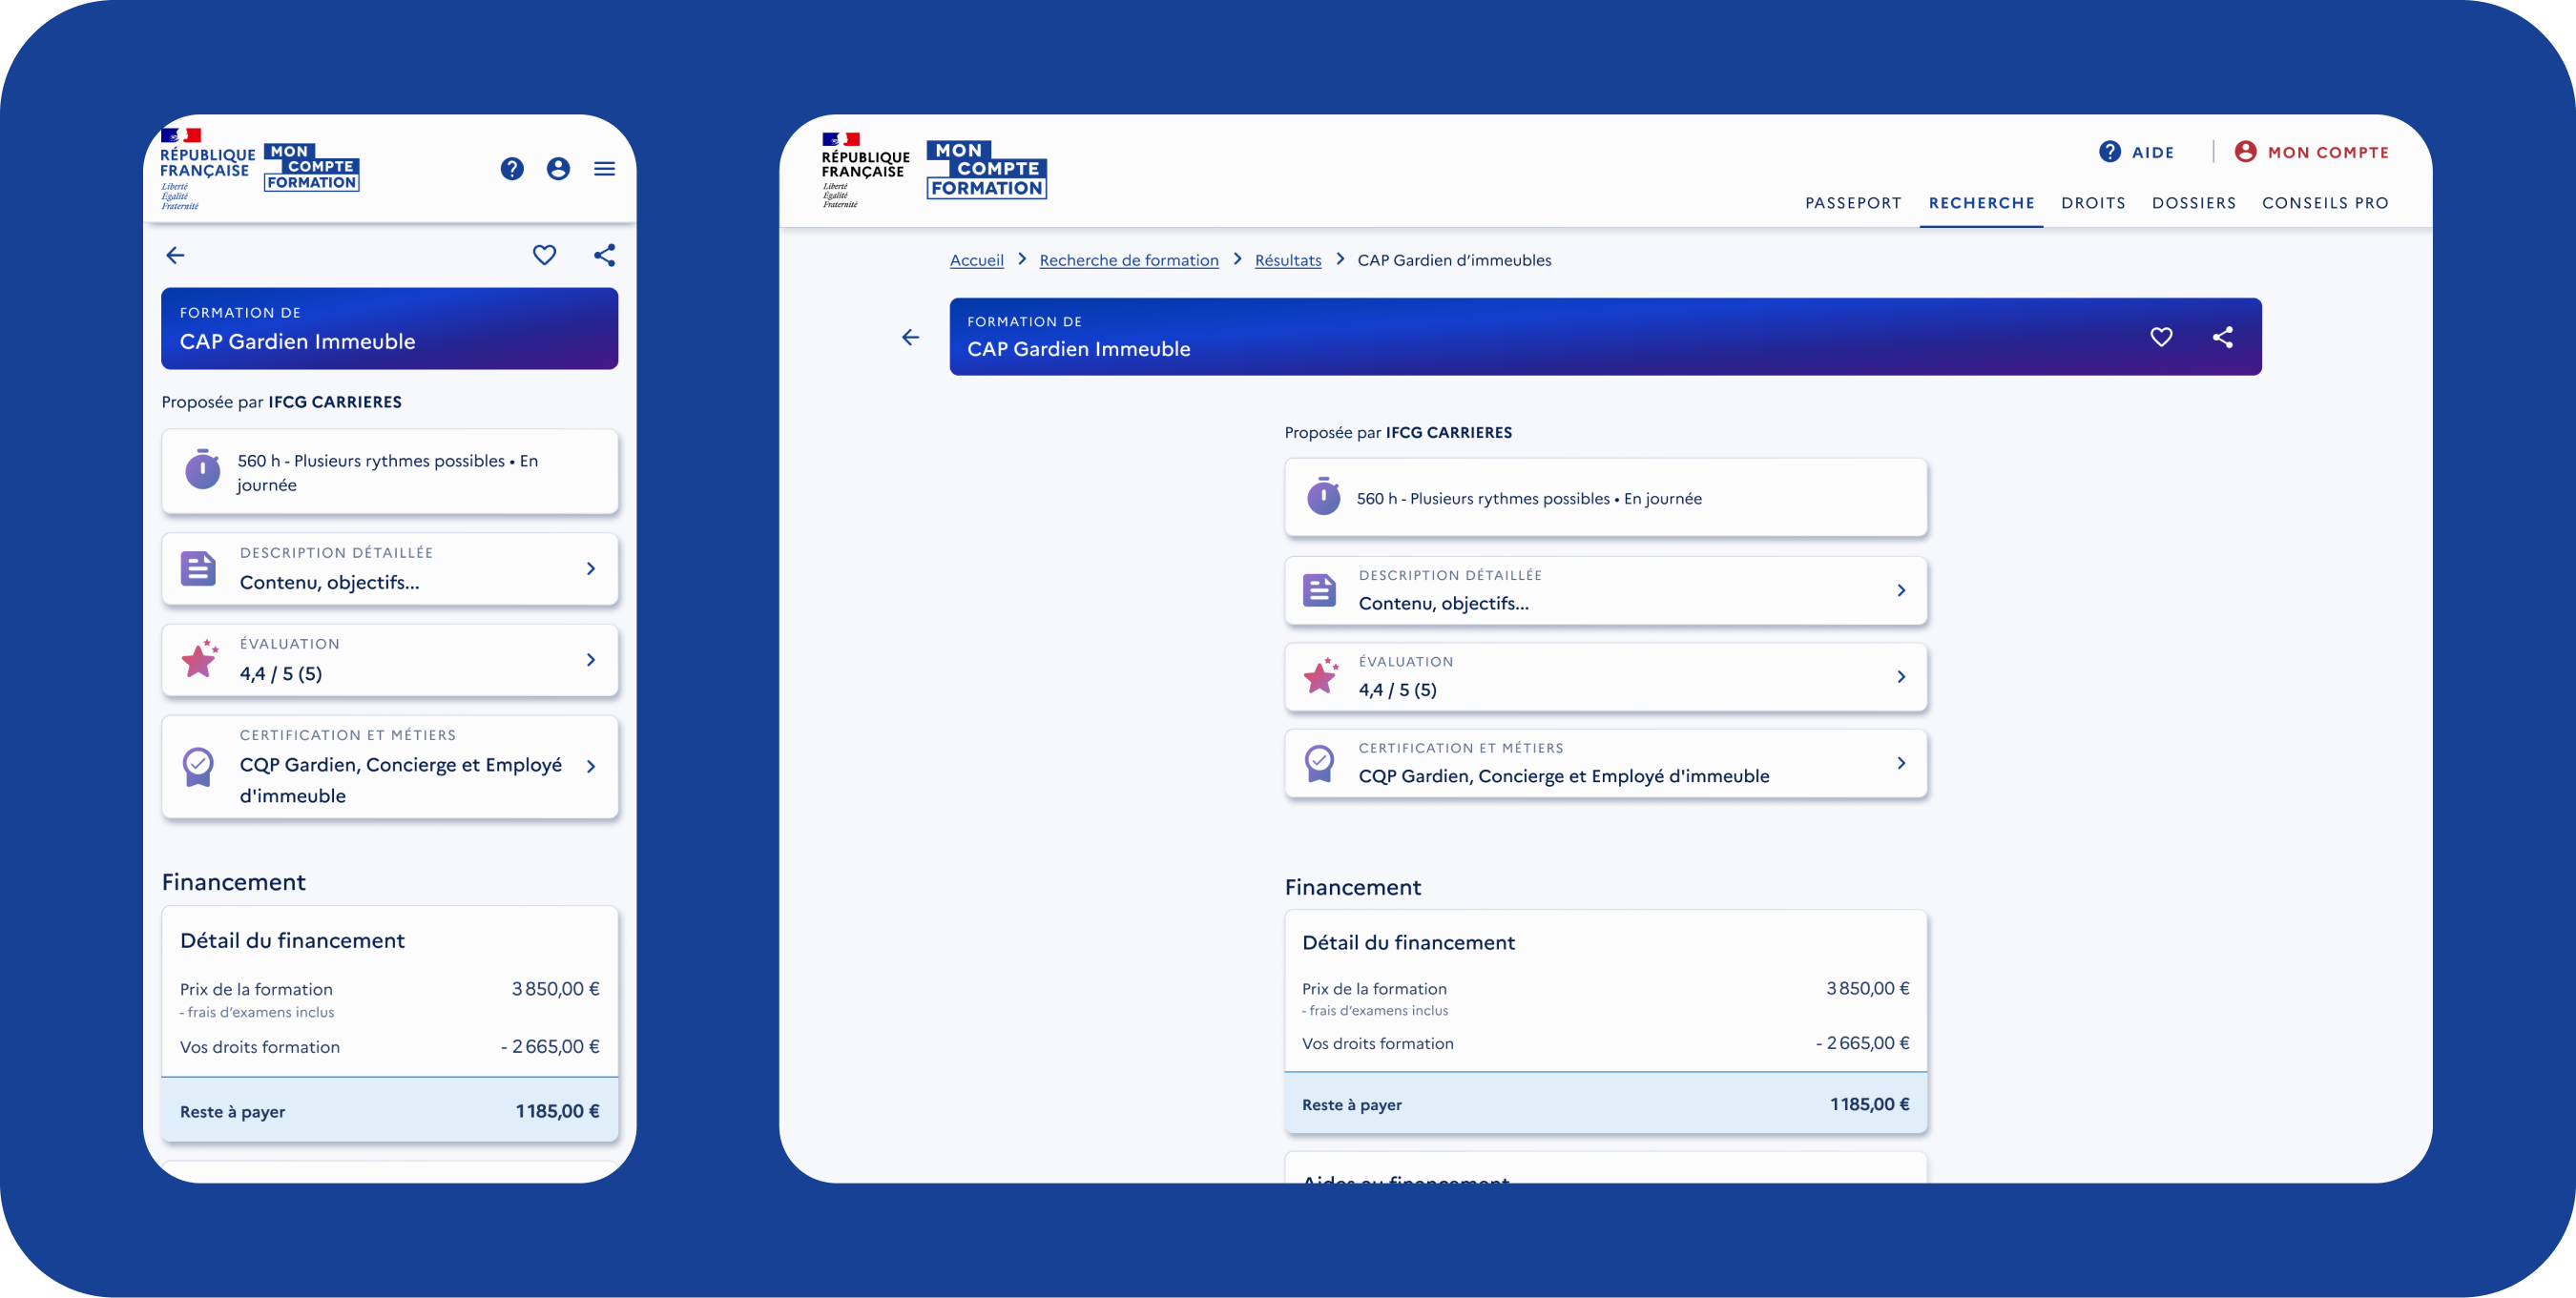 RÉPUBLIQUE
FRANÇAISE
Liberté
Égalité
Fraternité
MON
COMPTE
FORMATION
FORMATION DE
CAP Gardien Immeuble
Proposée par IFCG CARRIERES
560 h - Plusieurs rythmes possibles • En
journée
DESCRIPTION DÉTAILLÉE
Contenu, objectifs...
ÉVALUATION
4,4 / 5 (5)
CERTIFICATION ET MÉTIERS
CQP Gardien, Concierge et Employé
d'immeuble
Financement
Détail du financement
Prix de la formation 3 850,00 €
- frais d’examens inclus
Vos droits formation - 2 665,00 €
Reste à payer 1 185,00 €
RÉPUBLIQUE
FRANÇAISE
Liberté
Égalité
Fraternité
MON
COMPTE
FORMATION
AIDE MON COMPTE
PASSEPORT RECHERCHE DROITS DOSSIERS CONSEILS PRO
Accueil Recherche de formation Résultats CAP Gardien d’immeubles
FORMATION DE
CAP Gardien Immeuble
Proposée par IFCG CARRIERES
560 h - Plusieurs rythmes possibles • En journée
DESCRIPTION DÉTAILLÉE
Contenu, objectifs...
ÉVALUATION
4,4 / 5 (5)
CERTIFICATION ET MÉTIERS
CQP Gardien, Concierge et Employé d'immeuble
Financement
Détail du financement
Prix de la formation 3 850,00 €
- frais d’examens inclus
Vos droits formation - 2 665,00 €
Reste à payer 1 185,00 €
Aides au financement